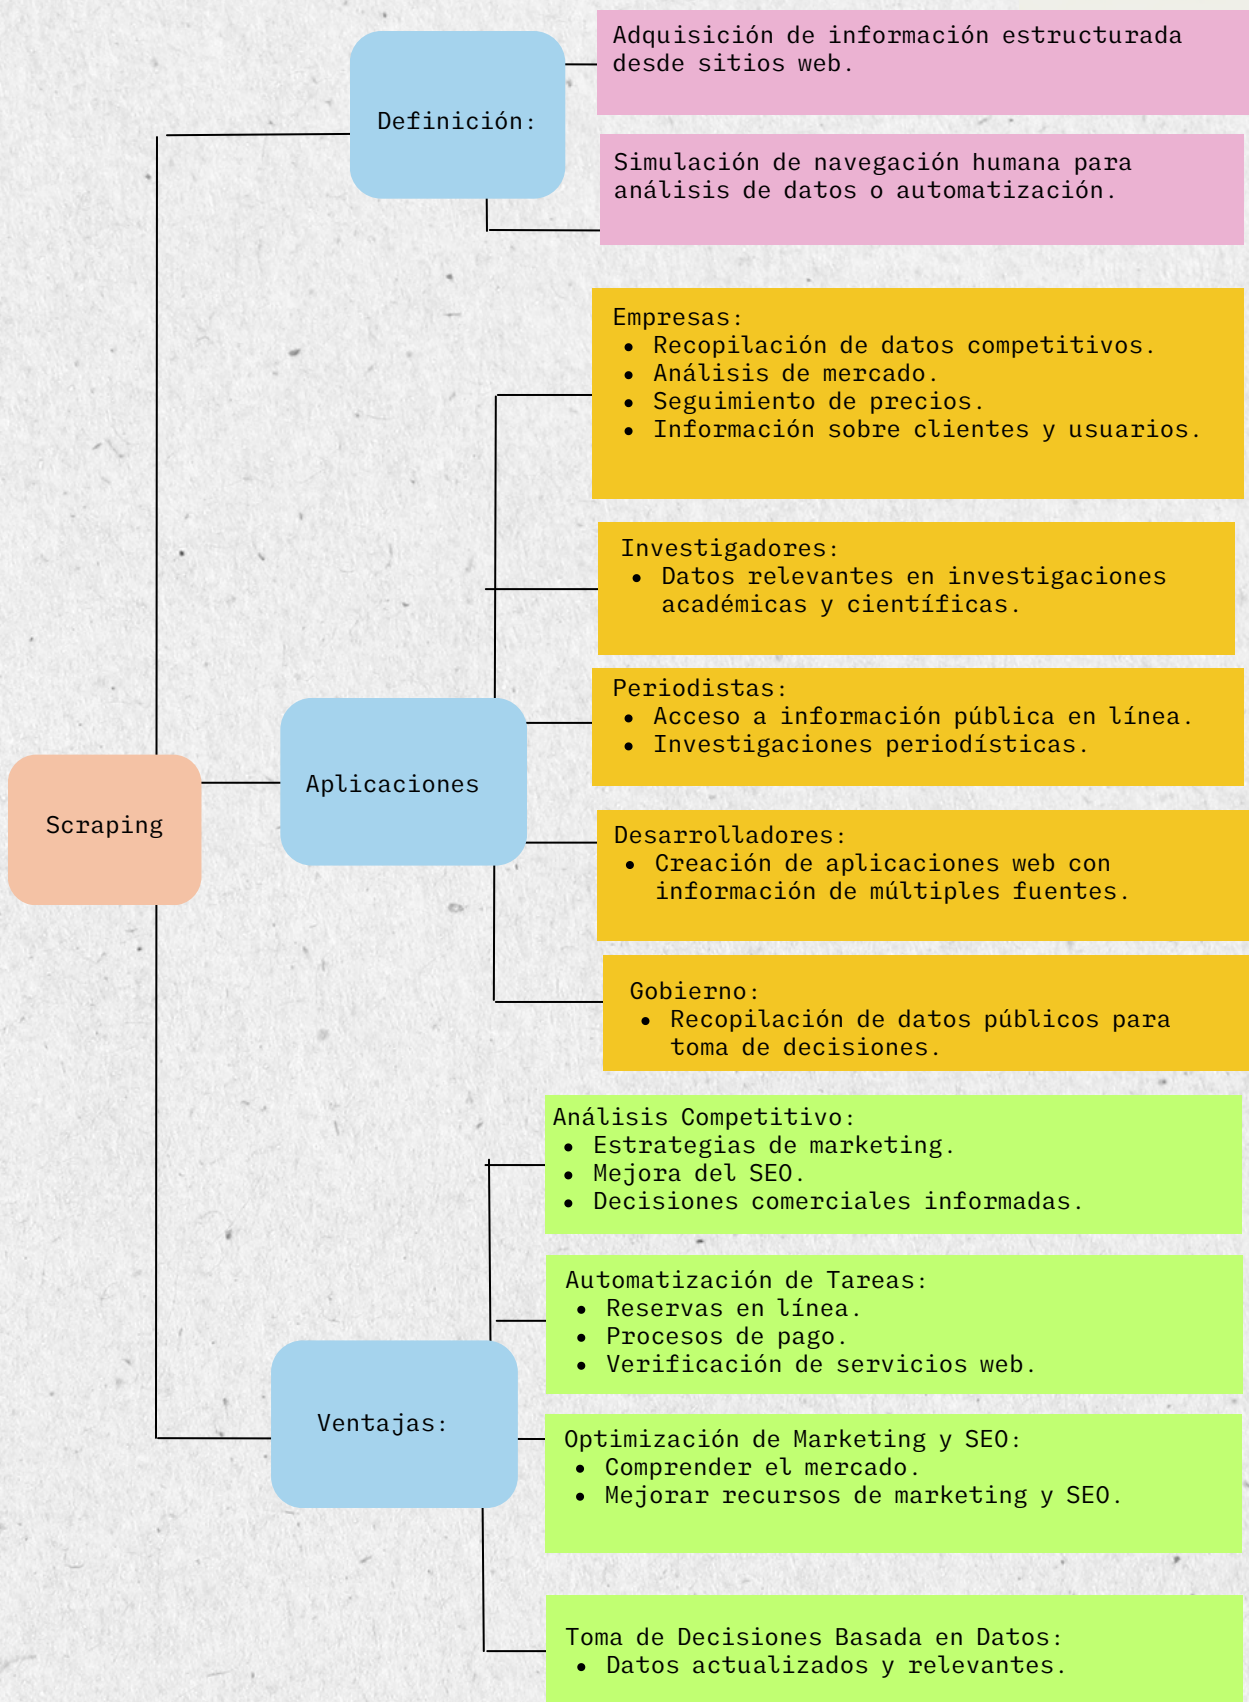 Scraping
Definición:
Adquisición de información estructurada
desde sitios web.
Simulación de navegación humana para
análisis de datos o automatización.
Aplicaciones
Empresas:
• Recopilación de datos competitivos.
• Análisis de mercado.
• Seguimiento de precios.
• Información sobre clientes y usuarios.
Investigadores:
• Datos relevantes en investigaciones
académicas y científicas.
Periodistas:
• Acceso a información pública en línea.
• Investigaciones periodísticas.
Desarrolladores:
• Creación de aplicaciones web con
información de múltiples fuentes.
Gobierno:
• Recopilación de datos públicos para
toma de decisiones.
Ventajas:
Análisis Competitivo:
• Estrategias de marketing.
• Mejora del SEO.
• Decisiones comerciales informadas.
Automatización de Tareas:
• Reservas en línea.
• Procesos de pago.
• Verificación de servicios web.
Optimización de Marketing y SEO:
• Comprender el mercado.
• Mejorar recursos de marketing y SEO.
Toma de Decisiones Basada en Datos:
• Datos actualizados y relevantes.